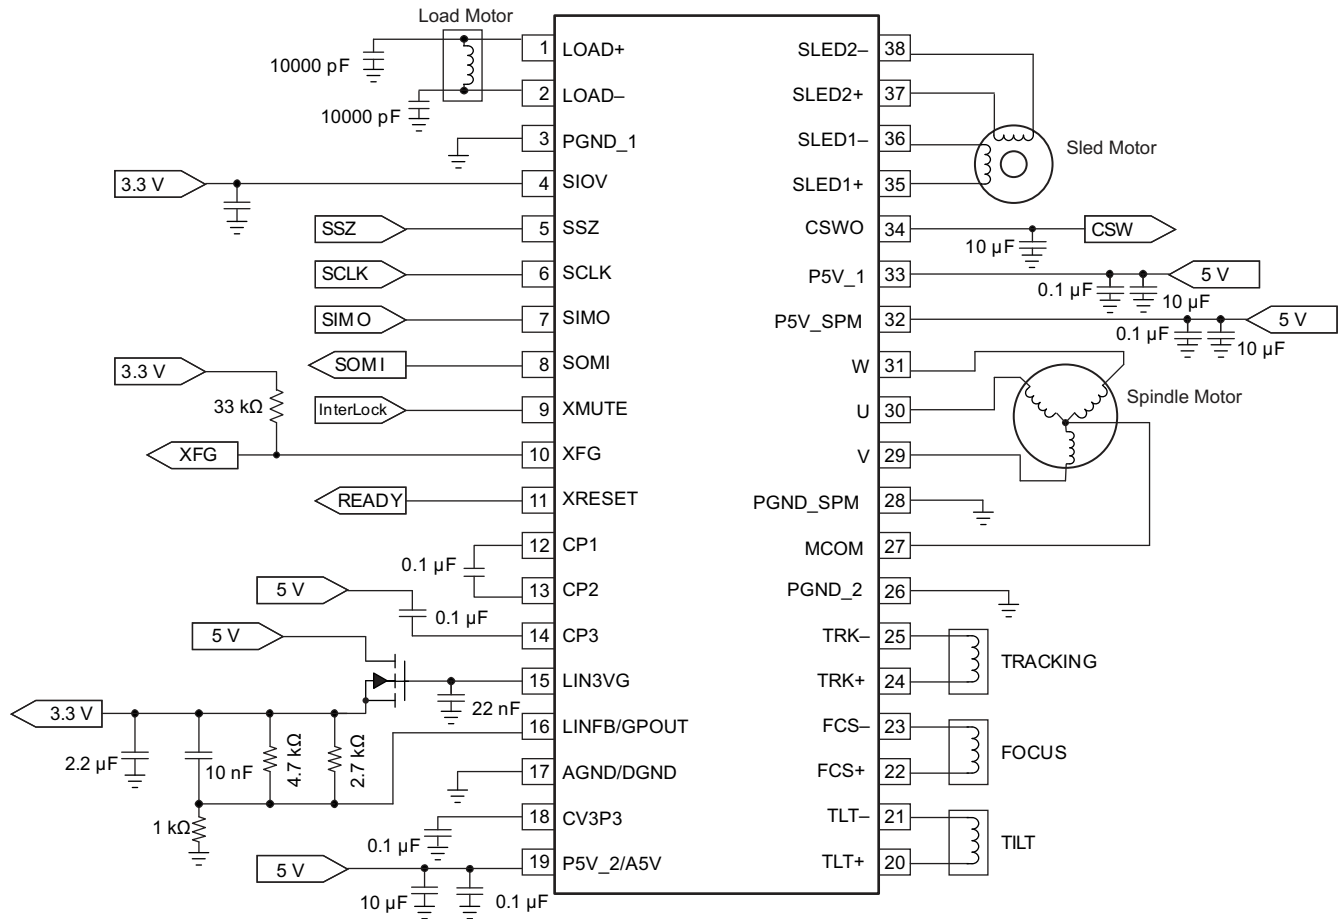 Load Motor
10000 pF
10000 pF
1 LOAD+
2 LOAD–
3 PGND_1
3.3 V
4 SIOV
SSZ
5 SSZ
SCLK
6 SCLK
SIMO
7 SIMO
SOMI
8 SOMI
3.3 V
33 kΩ
InterLock
9 XMUTE
XFG
10 XFG
READY
11 XRESET
12 CP1
0.1 µF
13 CP2
5 V
0.1 µF
14 CP3
5 V
15 LIN3VG
22 nF
3.3 V
16 LINFB/GPOUT
2.2 µF
10 nF
4.7 kΩ
2.7 kΩ
17 AGND/DGND
1 kΩ
18 CV3P3
0.1 µF
5 V
19 P5V_2/A5V
10 µF
0.1 µF
SLED2– 38
SLED2+ 37
SLED1– 36
Sled Motor
SLED1+ 35
CSWO 34
10 µF
CSW
P5V_1 33
5 V
0.1 µF
10 µF
P5V_SPM 32
5 V
0.1 µF
10 µF
W 31
Spindle Motor
U 30
V 29
PGND_SPM 28
MCOM 27
PGND_2 26
TRK– 25
TRACKING
TRK+ 24
FCS– 23
FOCUS
FCS+ 22
TLT– 21
TILT
TLT+ 20